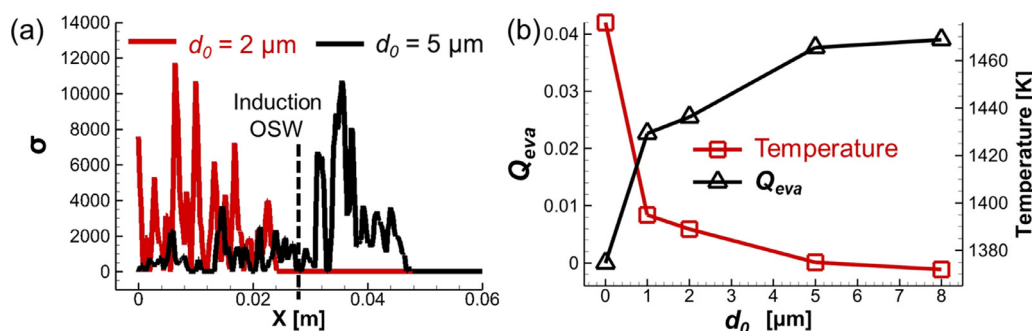 (a)
14000
12000
10000
8000
6000
4000
2000
0
σ
d0 = 2 μm
d0 = 5 μm
Induction
OSW
0
0.02
0.04
0.06
X [m]
(b)
0.04
0.03
0.02
0.01
0
Qeva
Temperature
Qeva
1460
1440
1420
1400
1380
Temperature [K]
0 1 2 3 4 5 6 7 8
d0 [μm]